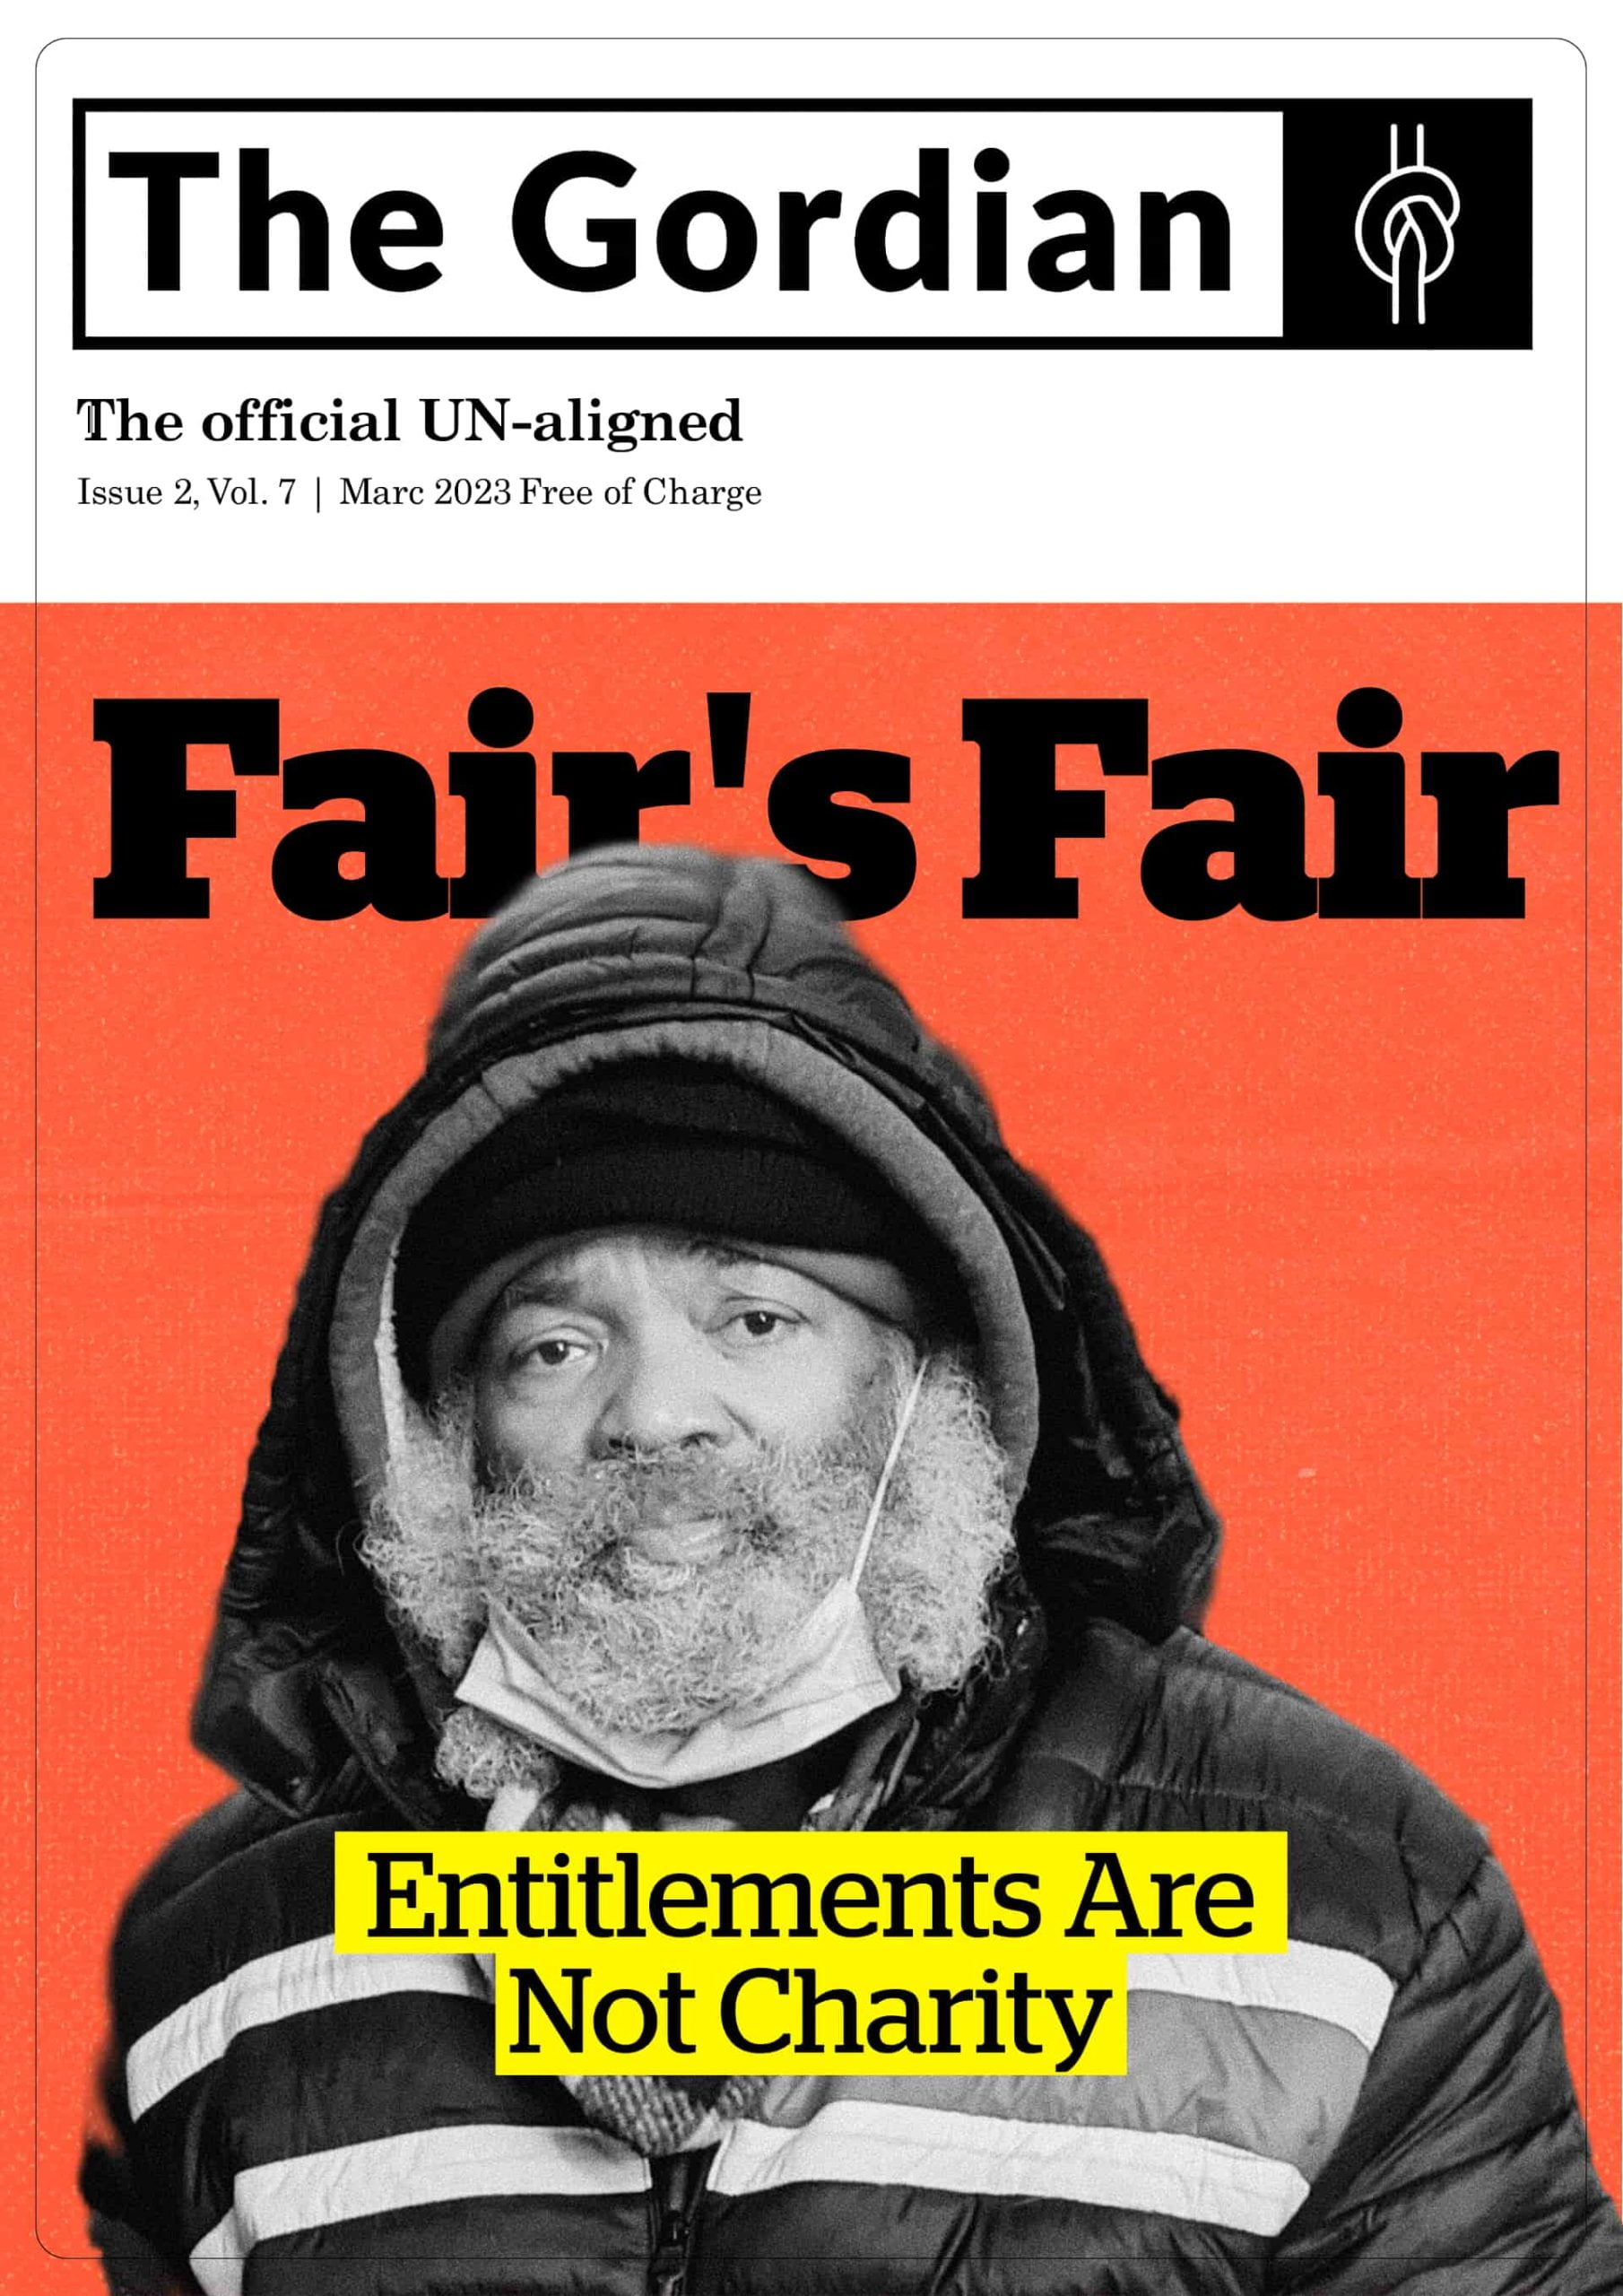 The Gordian
The official UN-aligned
Issue 2, Vol. 7 | Marc 2023 Free of Charge
Fair's Fair
Entitlements Are
Not Charity